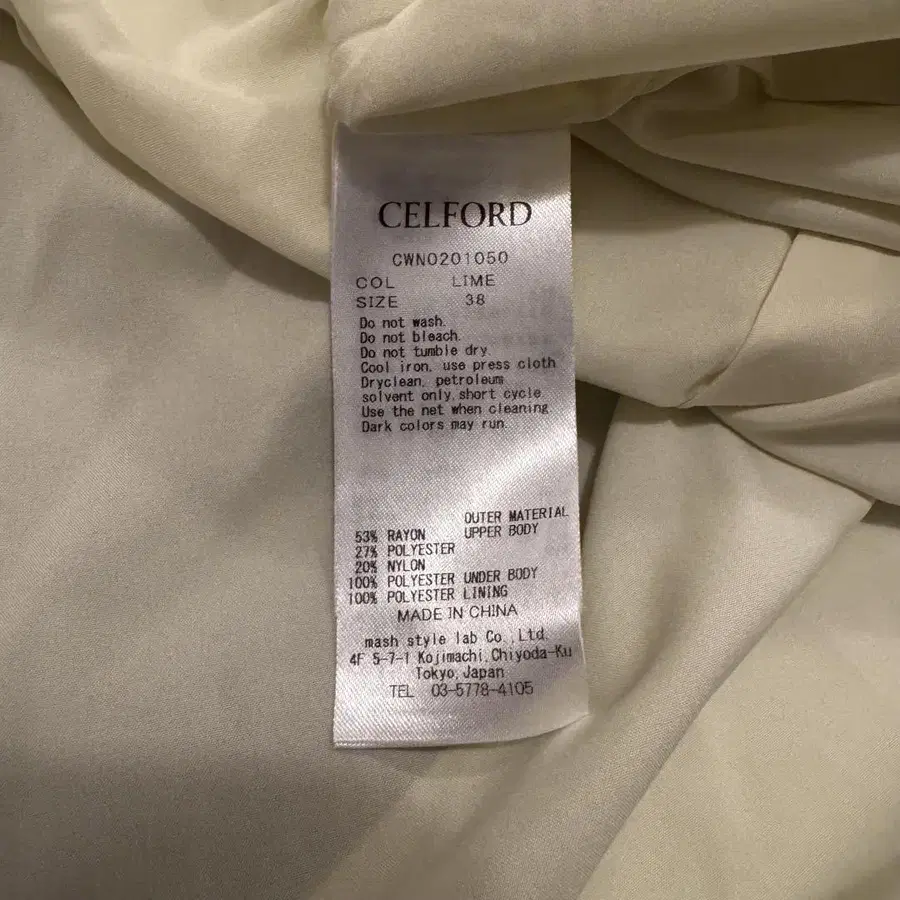 CELFORD
CWNO201050
COL LIME
SIZE 38
Do not wash.
Do not bleach.
Do not tumble dry.
Cool iron, use press cloth
Dryclean, petroleum
solvent only, short cycle.
Use the net when cleaning.
Dark colors may run.
OUTER MATERIAL
53% RAYON UPPER BODY
27% POLYESTER
20% NYLON
100% POLYESTER UNDER BODY
100% POLYESTER LINING
MADE IN CHINA
mash style lab Co., Ltd.
4F 5-7-1 Kojimachi, Chiyoda-Ku
Tokyo, Japan
TEL 03-5778-4105